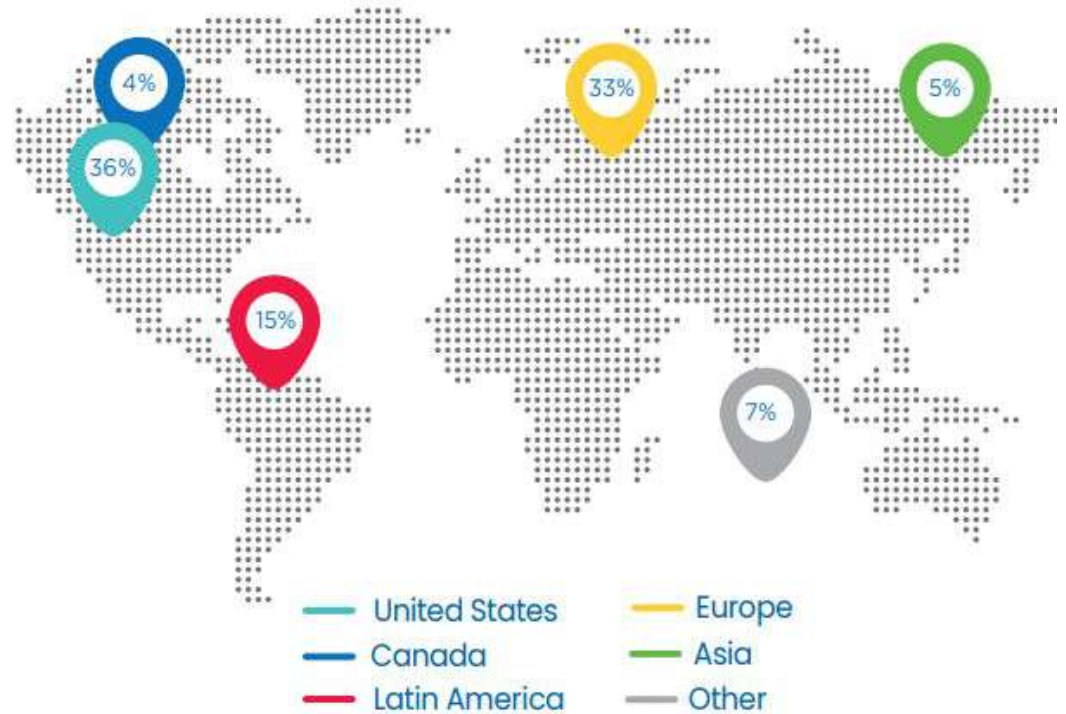 4%
33%
5%
36%
15%
7%
United States
Europe
Canada
Asia
Latin America
Other